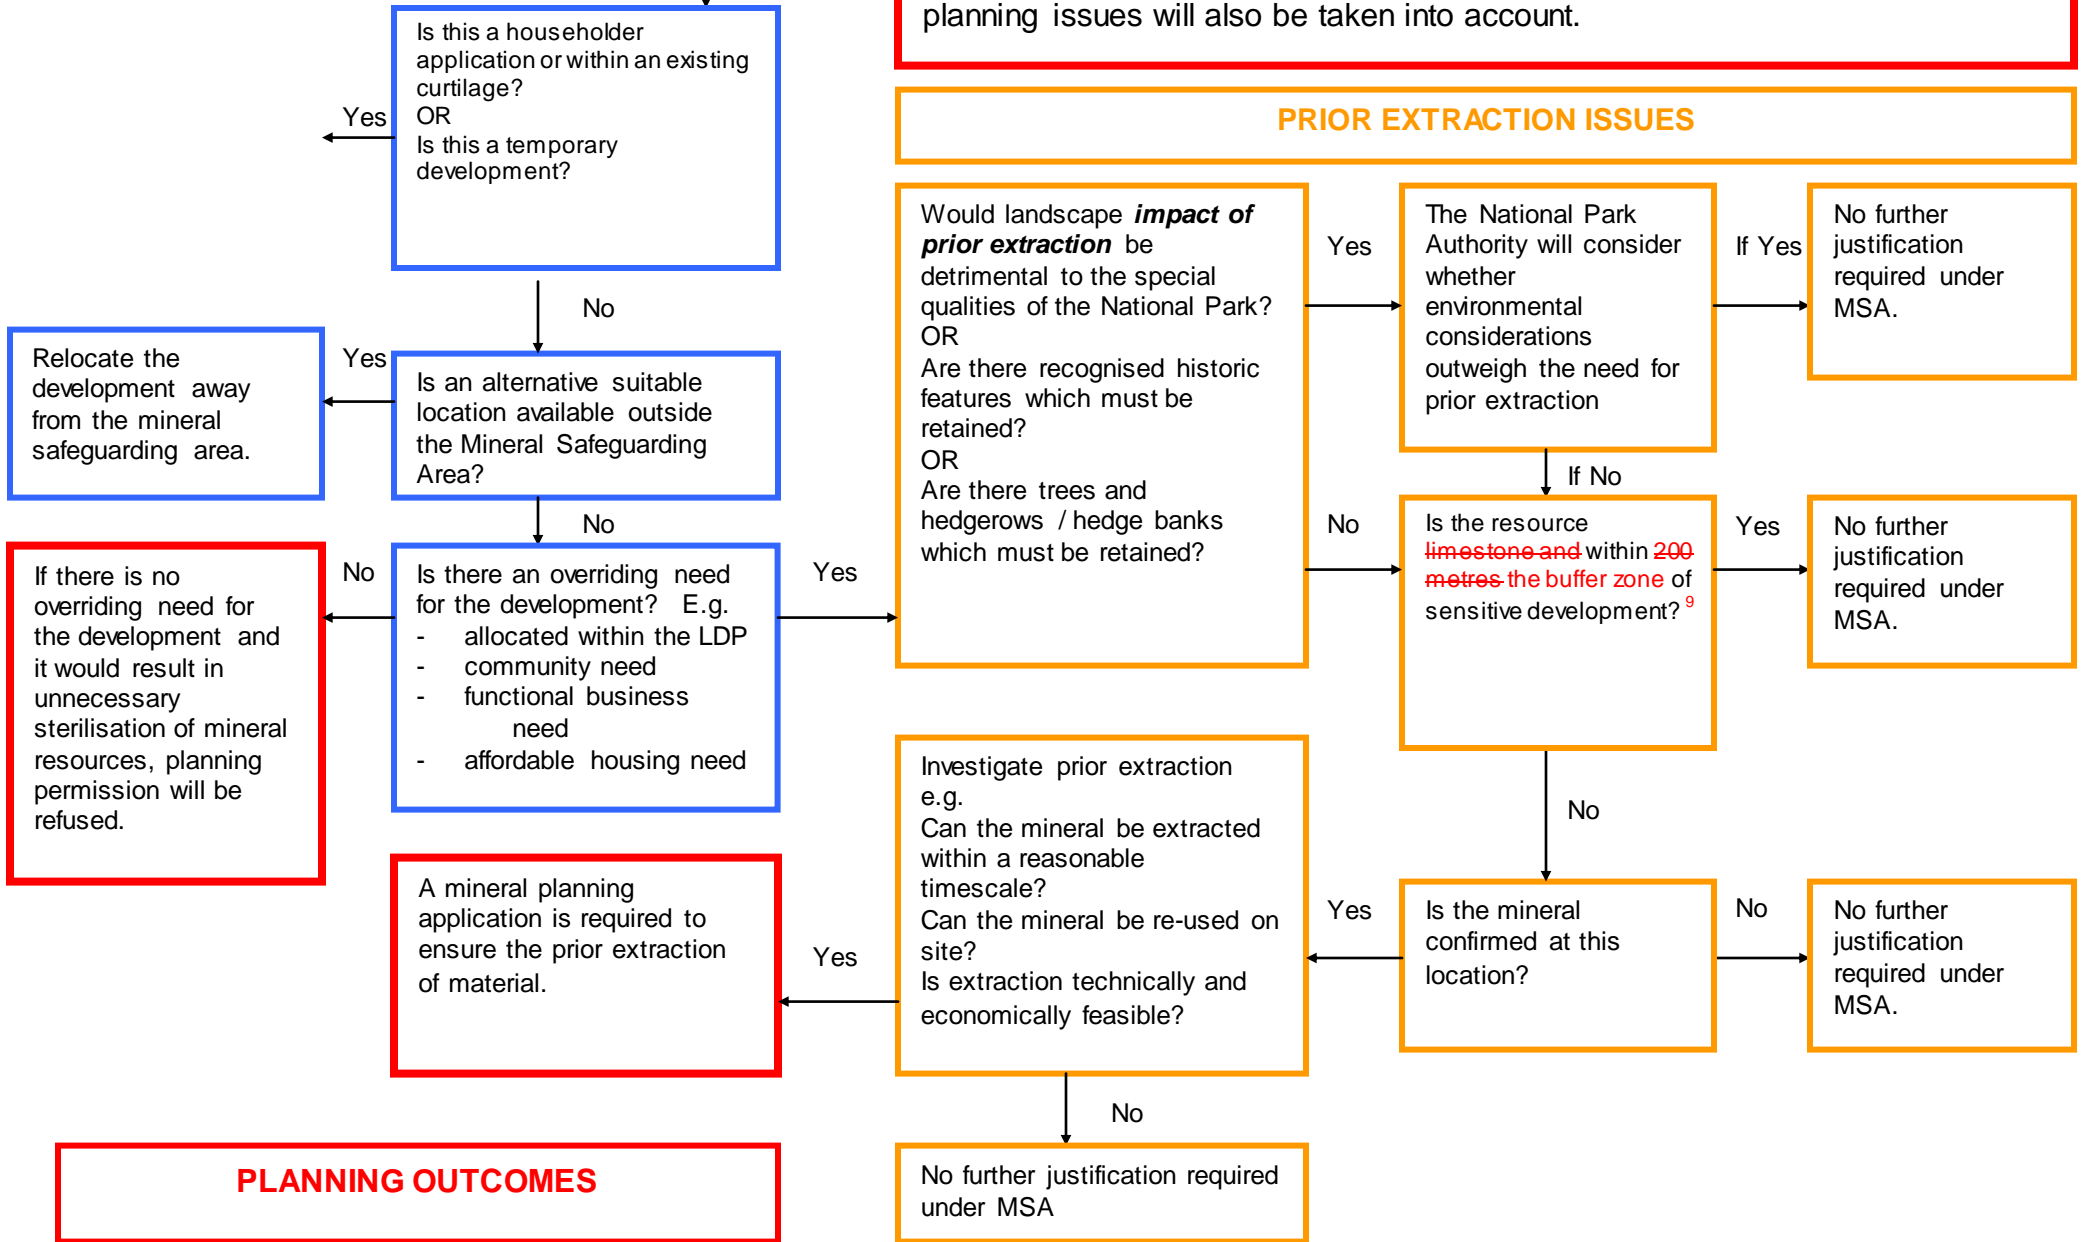 planning issues will also be taken into account.
Is this a householder
application or within an existing
curtilage?
OR
Is this a temporary
development?
Yes
No
PRIOR EXTRACTION ISSUES
Would landscape impact of
prior extraction be
detrimental to the special
qualities of the National Park?
OR
Are there recognised historic
features which must be
retained?
OR
Are there trees and
hedgerows / hedge banks
which must be retained?
Yes
No
The National Park
Authority will consider
whether
environmental
considerations
outweigh the need for
prior extraction
If Yes
If No
No further
justification
required under
MSA.
Relocate the
development away
from the mineral
safeguarding area.
Yes
Is an alternative suitable
location available outside
the Mineral Safeguarding
Area?
No
Is the resource
limestone and within 200
metres the buffer zone of
sensitive development? 9
Yes
No
No further
justification
required under
MSA.
If there is no
overriding need for
the development and
it would result in
unnecessary
sterilisation of mineral
resources, planning
permission will be
refused.
No
Is there an overriding need
for the development? E.g.
- allocated within the LDP
- community need
- functional business
need
- affordable housing need
Yes
Investigate prior extraction
e.g.
Can the mineral be extracted
within a reasonable
timescale?
Can the mineral be re-used on
site?
Is extraction technically and
economically feasible?
Yes
Is the mineral
confirmed at this
location?
No
No further
justification
required under
MSA.
A mineral planning
application is required to
ensure the prior extraction
of material.
Yes
No
PLANNING OUTCOMES
No further justification required
under MSA